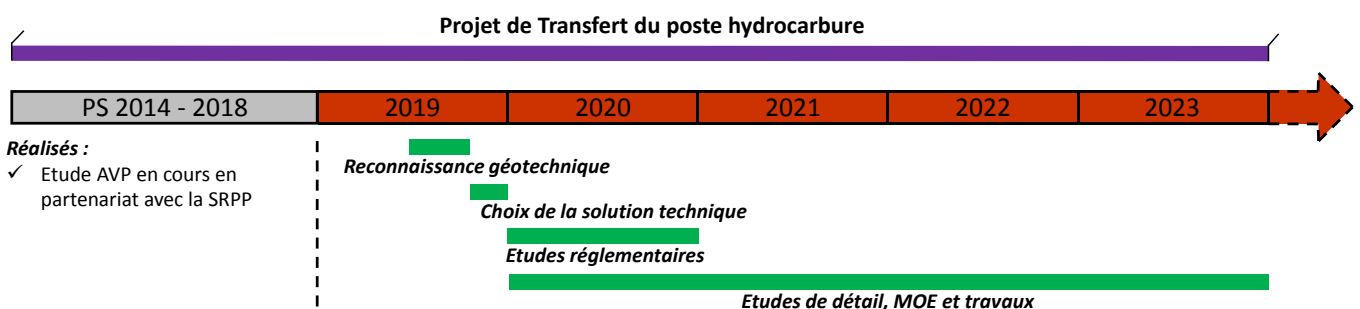 Projet de Transfert du poste hydrocarbure
PS 2014 - 2018 2019 2020 2021 2022 2023
Réalisés :
✓ Etude AVP en cours en
partenariat avec la SRPP
Reconnaissance géotechnique
Choix de la solution technique
Etudes réglementaires
Etudes de détail, MOE et travaux